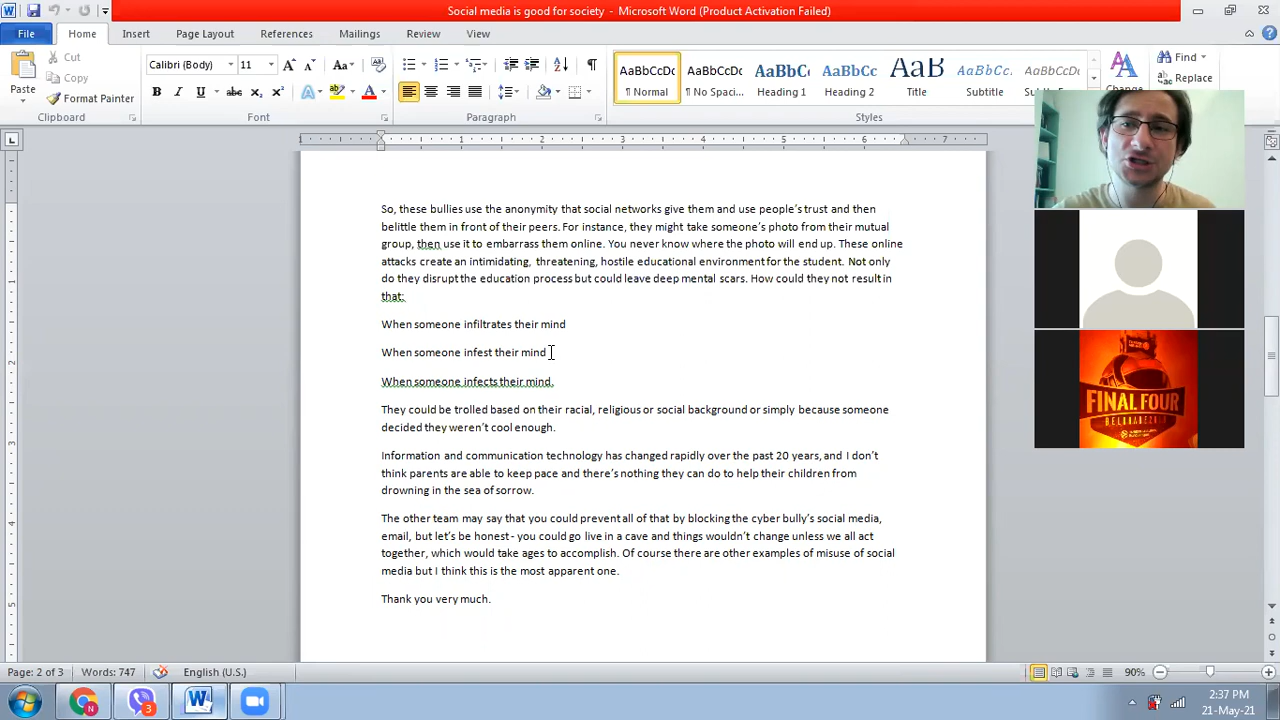 Social media is good for society - Microsoft Word (Product Activation Failed)
File Home Insert Page Layout References Mailings Review View
Cut
Copy
Paste
Format Painter
Clipboard
Calibri (Body) 11
Font
Paragraph
AaBbCcDc AaBbCcDc AaBbC AaBbCc AaB AaBbCc. AaBbCcDc
¶ Normal ¶ No Spaci... Heading 1 Heading 2 Title Subtitle Subtle Em...
Change
Styles
Find
Replace
1 2 3 4 5 6 7
So, these bullies use the anonymity that social networks give them and use people's trust and then
belittle them in front of their peers. For instance, they might take someone's photo from their mutual
group, then use it to embarrass them online. You never know where the photo will end up. These online
attacks create an intimidating, threatening, hostile educational environment for the student. Not only
do they disrupt the education process but could leave deep mental scars. How could they not result in
that:
When someone infiltrates their mind
When someone infest their mind
When someone infects their mind.
They could be trolled based on their racial, religious or social background or simply because someone
decided they weren't cool enough.
Information and communication technology has changed rapidly over the past 20 years, and I don't
think parents are able to keep pace and there's nothing they can do to help their children from
drowning in the sea of sorrow.
The other team may say that you could prevent all of that by blocking the cyber bully's social media,
email, but let's be honest - you could go live in a cave and things wouldn't change unless we all act
together, which would take ages to accomplish. Of course there are other examples of misuse of social
media but I think this is the most apparent one.
Thank you very much.
FINAL FOUR
Page: 2 of 3 Words: 747 English (U.S.) 90%
2:37 PM
21-May-21